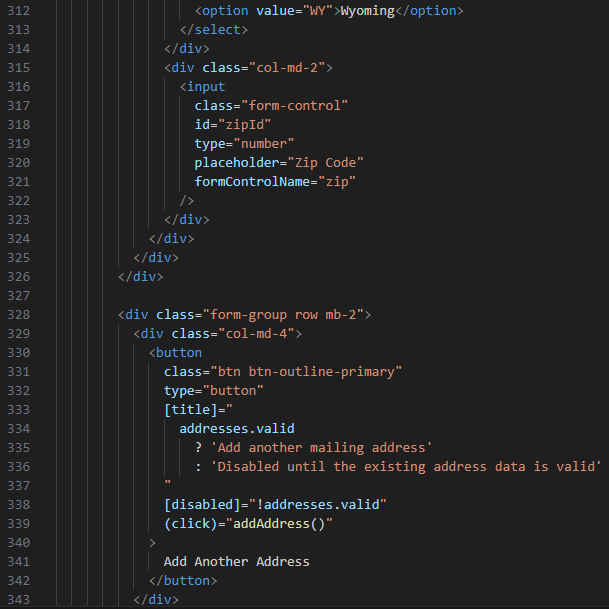 312 <option value="WY">Wyoming</option>
313 </select>
314 </div>
315 <div class="col-md-2">
316 <input
317 class="form-control"
318 id="zipId"
319 type="number"
320 placeholder="Zip Code"
321 formControlName="zip"
322 />
323 </div>
324 </div>
325 </div>
326 </div>
327
328 <div class="form-group row mb-2">
329 <div class="col-md-4">
330 <button
331 class="btn btn-outline-primary"
332 type="button"
333 [title]="
334 addresses.valid
335 ? 'Add another mailing address'
336 : 'Disabled until the existing address data is valid'
337 "
338 [disabled]="!addresses.valid"
339 (click)="addAddress()"
340 >
341 Add Another Address
342 </button>
343 </div>